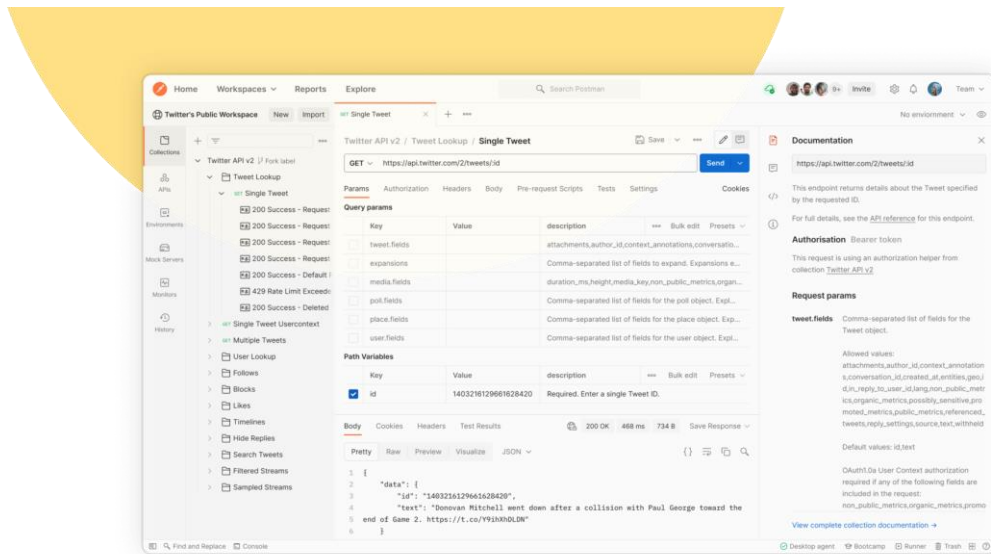 Home Workspaces Reports Explore
Search Postman
9+ Invite Team
Twitter's Public Workspace New Import
GET Single Tweet
No enviornment
Collections
APIs
Environments
Mock Servers
Monitors
History
Twitter API v2 Fork label
Tweet Lookup
GET Single Tweet
200 Success - Request
200 Success - Request
200 Success - Request
200 Success - Request
200 Success - Default
429 Rate Limit Exceed
200 Success - Deleted
GET Single Tweet Usercontext
GET Multiple Tweets
User Lookup
Follows
Blocks
Likes
Timelines
Hide Replies
Search Tweets
Filtered Streams
Sampled Streams
Twitter API v2 / Tweet Lookup / Single Tweet
Save
GET https://api.twitter.com/2/tweets/:id Send
Params Authorization Headers Body Pre-request Scripts Tests Settings Cookies
Query params
Key Value description Bulk edit Presets
tweet.fields attachments,author_id,context_annotations,conversatio...
expansions Comma-separated list of fields to expand. Expansions e...
media.fields duration_ms,height,media_key,non_public_metrics,organ...
poll.fields Comma-separated list of fields for the poll object. Expl...
place.fields Comma-separated list of fields for the place object. Exp...
user.fields Comma-separated list of fields for the user object. Expl...
Path Variables
Key Value description Bulk edit Presets
id 1403216129661628420 Required. Enter a single Tweet ID.
Body Cookies Headers Test Results 200 OK 468 ms 734 B Save Response
Pretty Raw Preview Visualize JSON
1 {
2 "data": {
3 "id": "1403216129661628420",
4 "text": "Donovan Mitchell went down after a collision with Paul George toward the
5 end of Game 2. https://t.co/Y9ihXhDLDN"
6 }
Documentation
https://api.twitter.com/2/tweets/:id
This endpoint returns details about the Tweet specified
by the requested ID.
For full details, see the API reference for this endpoint.
Authorisation Bearer token
This request is using an authorization helper from
collection Twitter API v2
Request params
tweet.fields Comma-separated list of fields for the
Tweet object.
Allowed values:
attachments,author_id,context_annotation
s,conversation_id,created_at,entities,geo,i
d,in_reply_to_user_id,lang,non_public_metr
ics,organic_metrics,possibly_sensitive,pro
moted_metrics,public_metrics,referenced_
tweets,reply_settings,source,text,withheld
Default values: id,text
OAuth1.0a User Context authorization
required if any of the following fields are
included in the request:
non_public_metrics,organic_metrics,promo
View complete collection documentation →
Find and Replace Console
Desktop agent Bootcamp Runner Trash